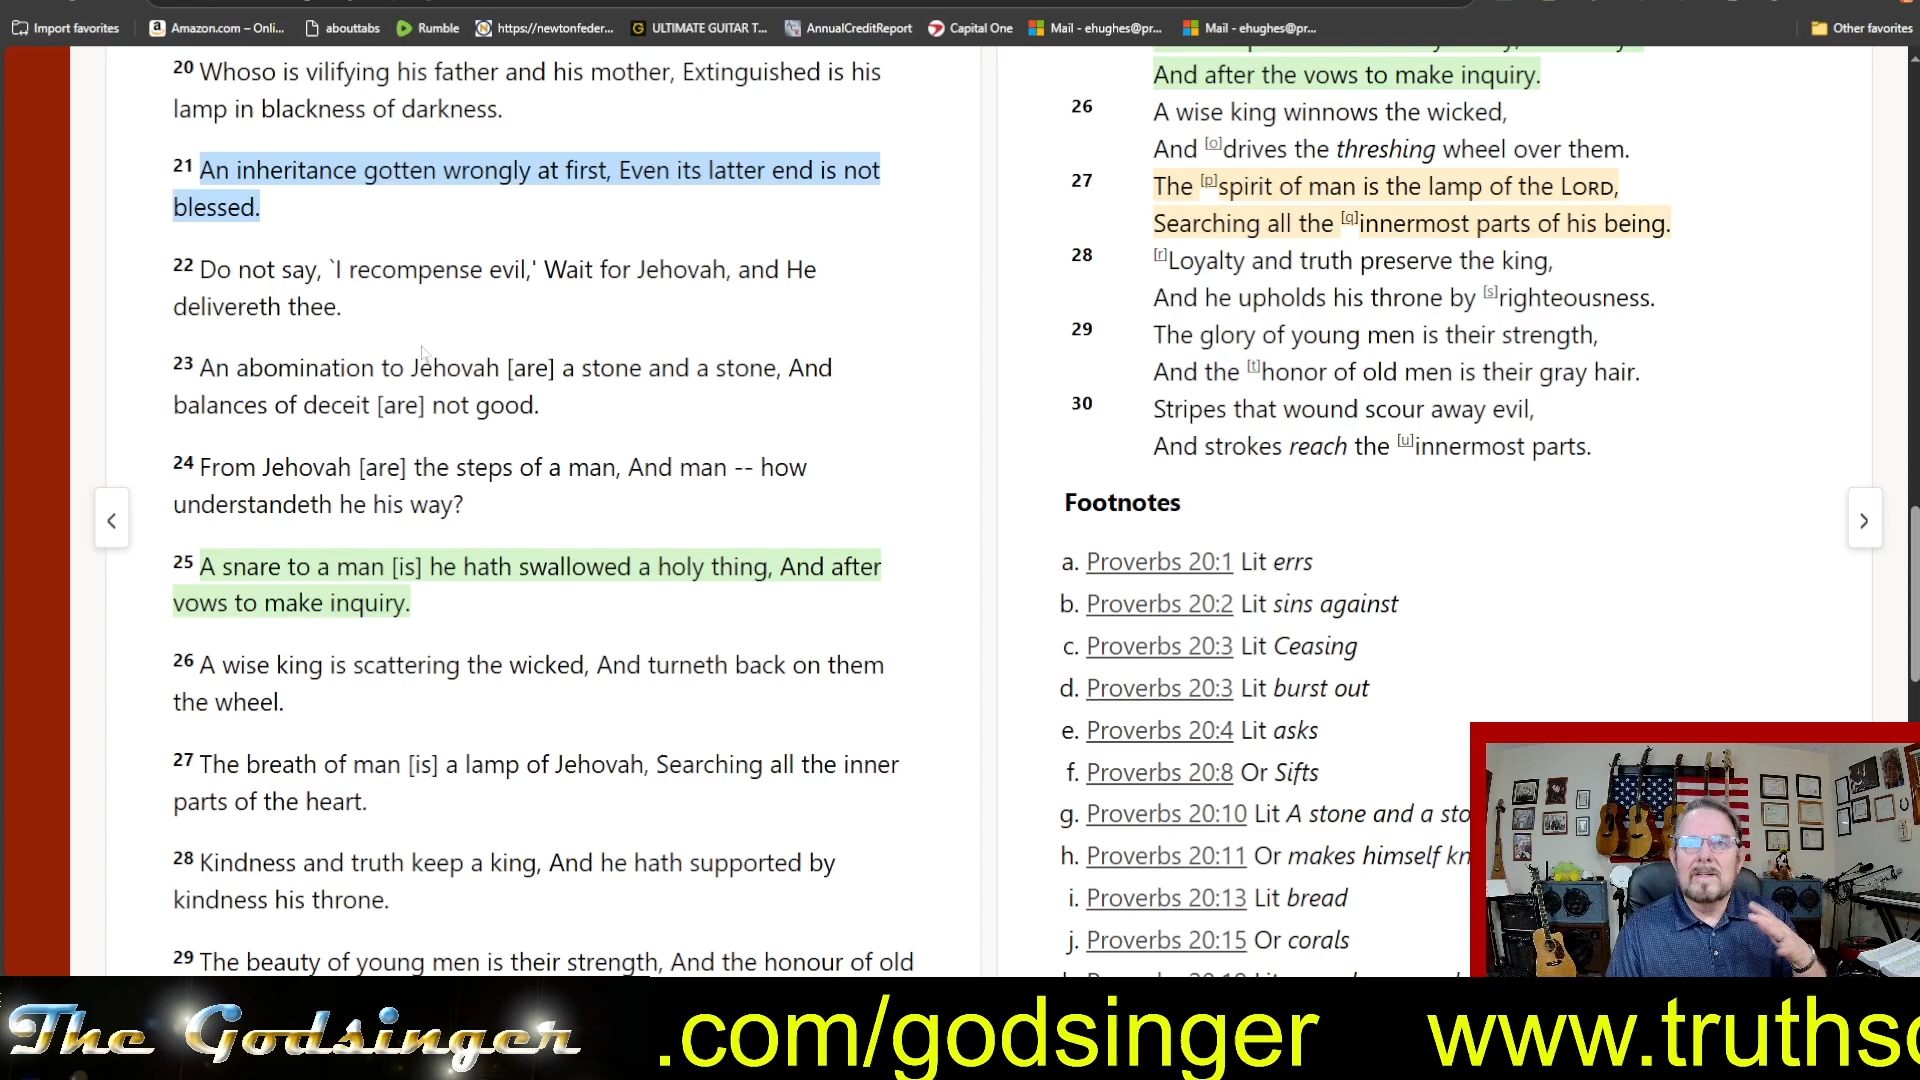 Import favorites
Amazon.com – Onli...
abouttabs
Rumble
https://newtonfeder...
ULTIMATE GUITAR T...
AnnualCreditReport
Capital One
Mail - ehughes@pr...
Mail - ehughes@pr...
Other favorites
20 Whoso is vilifying his father and his mother, Extinguished is his
lamp in blackness of darkness.
21 An inheritance gotten wrongly at first, Even its latter end is not
blessed.
22 Do not say, `I recompense evil,' Wait for Jehovah, and He
delivereth thee.
23 An abomination to Jehovah [are] a stone and a stone, And
balances of deceit [are] not good.
24 From Jehovah [are] the steps of a man, And man -- how
understandeth he his way?
25 A snare to a man [is] he hath swallowed a holy thing, And after
vows to make inquiry.
26 A wise king is scattering the wicked, And turneth back on them
the wheel.
27 The breath of man [is] a lamp of Jehovah, Searching all the inner
parts of the heart.
28 Kindness and truth keep a king, And he hath supported by
kindness his throne.
29 The beauty of young men is their strength, And the honour of old
And after the vows to make inquiry.
26 A wise king winnows the wicked,
And [o]drives the threshing wheel over them.
27 The [p]spirit of man is the lamp of the LORD,
Searching all the [q]innermost parts of his being.
28 [r]Loyalty and truth preserve the king,
And he upholds his throne by [s]righteousness.
29 The glory of young men is their strength,
And the [t]honor of old men is their gray hair.
30 Stripes that wound scour away evil,
And strokes reach the [u]innermost parts.
Footnotes
a. Proverbs 20:1 Lit errs
b. Proverbs 20:2 Lit sins against
c. Proverbs 20:3 Lit Ceasing
d. Proverbs 20:3 Lit burst out
e. Proverbs 20:4 Lit asks
f. Proverbs 20:8 Or Sifts
g. Proverbs 20:10 Lit A stone and a sto
h. Proverbs 20:11 Or makes himself kn
i. Proverbs 20:13 Lit bread
j. Proverbs 20:15 Or corals
The Godsinger
.com/godsinger
www.truthso